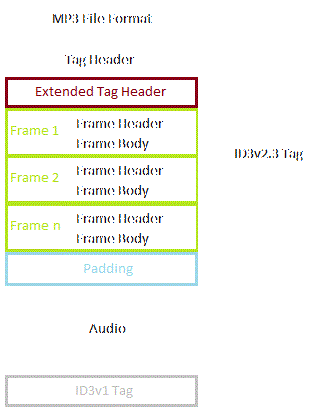 MP3 File Format
Tag Header
Extended Tag Header
Frame 1
Frame Header
Frame Body
ID3v2.3 Tag
Frame 2
Frame Header
Frame Body
Frame n
Frame Header
Frame Body
Padding
Audio
ID3v1 Tag